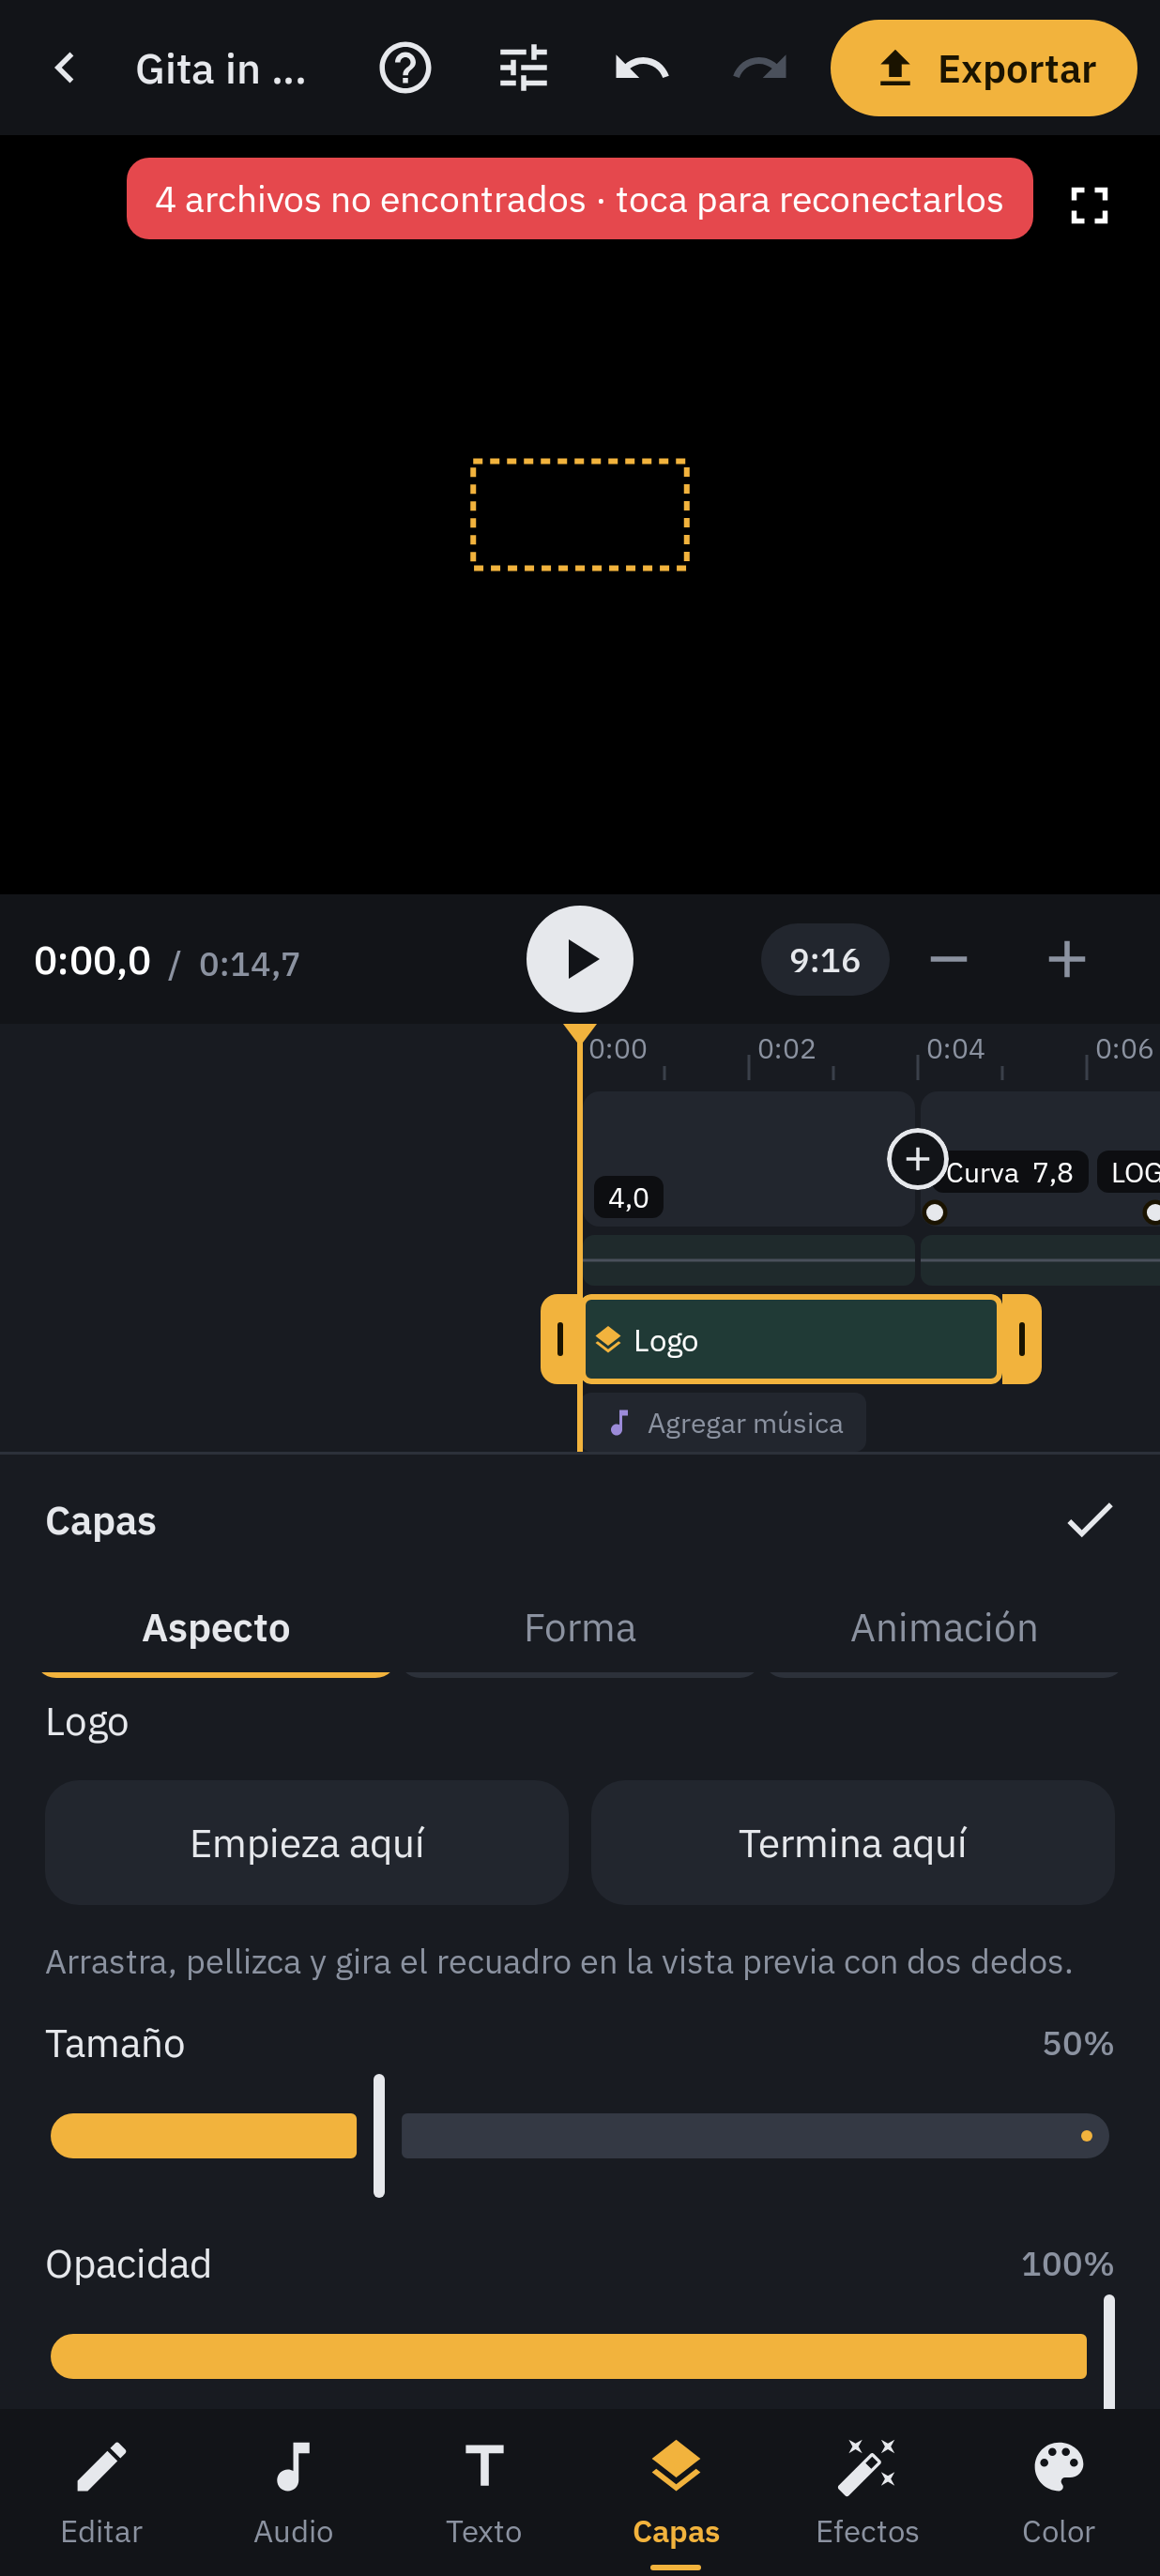 Gita in ...
Exportar
4 archivos no encontrados · toca para reconectarlos
0:00,0 / 0:14,7
9:16
0:00 0:02 0:04 0:06
4,0
Curva 7,8
LOG
Logo
Agregar música
Capas
Aspecto
Forma
Animación
Logo
Empieza aquí
Termina aquí
Arrastra, pellizca y gira el recuadro en la vista previa con dos dedos.
Tamaño
50%
Opacidad
100%
Editar
Audio
Texto
Capas
Efectos
Color